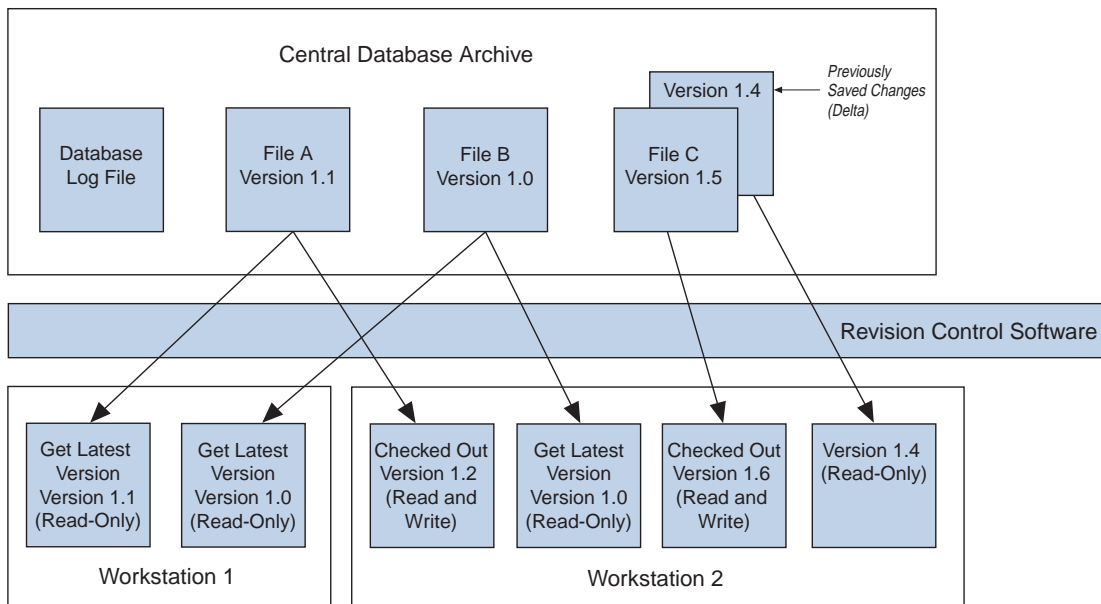 Central Database Archive
Version 1.4
Previously
Saved Changes
(Delta)
Database
Log File
File A
Version 1.1
File B
Version 1.0
File C
Version 1.5
Revision Control Software
Get Latest
Version
Version 1.1
(Read-Only)
Get Latest
Version
Version 1.0
(Read-Only)
Workstation 1
Checked Out
Version 1.2
(Read and
Write)
Get Latest
Version
Version 1.0
(Read-Only)
Checked Out
Version 1.6
(Read and
Write)
Version 1.4
(Read-Only)
Workstation 2